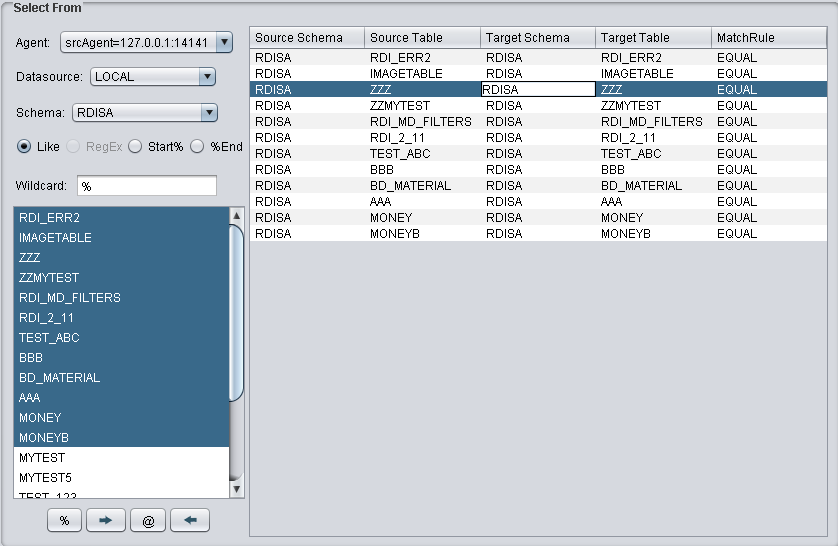 Select From
Agent: srcAgent=127.0.0.1:14141
Datasource: LOCAL
Schema: RDISA
Like RegEx Start% %End
Wildcard: %
RDI_ERR2
IMAGETABLE
ZZZ
ZZMYTEST
RDI_MD_FILTERS
RDI_2_11
TEST_ABC
BBB
BD_MATERIAL
AAA
MONEY
MONEYB
MYTEST
MYTEST5
TEST_123
% @
Source Schema Source Table Target Schema Target Table MatchRule
RDISA RDI_ERR2 RDISA RDI_ERR2 EQUAL
RDISA IMAGETABLE RDISA IMAGETABLE EQUAL
RDISA ZZZ RDISA ZZZ EQUAL
RDISA ZZMYTEST RDISA ZZMYTEST EQUAL
RDISA RDI_MD_FILTERS RDISA RDI_MD_FILTERS EQUAL
RDISA RDI_2_11 RDISA RDI_2_11 EQUAL
RDISA TEST_ABC RDISA TEST_ABC EQUAL
RDISA BBB RDISA BBB EQUAL
RDISA BD_MATERIAL RDISA BD_MATERIAL EQUAL
RDISA AAA RDISA AAA EQUAL
RDISA MONEY RDISA MONEY EQUAL
RDISA MONEYB RDISA MONEYB EQUAL